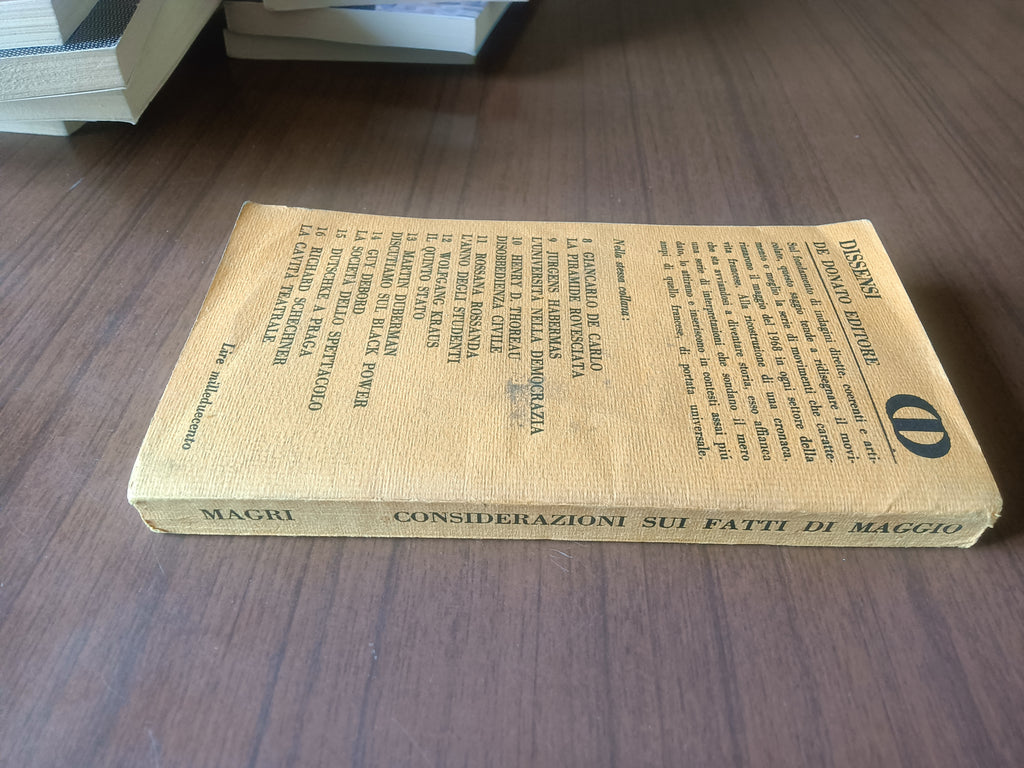 DISSENSI
DE DONATO EDITORE
Sul fondamento di indagini dirette, coerenti e arti-
colate, questo saggio tende a ridisegnare il movi-
mento o meglio la serie di movimenti che caratte-
rizzarono il maggio del 1968 in ogni settore della
vita francese. Alla ricostruzione di una cronaca,
che sta avviandosi a diventare storia, esso affianca
una serie di interpretazioni che sondano il mero
dato, lo stirano e inseriscono in contesti assai più
ampi di quello francese, di portata universale.
Nella stessa collana:
8 GIANCARLO DE CARLO
LA PIRAMIDE ROVESCIATA
9 JURGENS HABERMAS
L'UNIVERSITÀ NELLA DEMOCRAZIA
10 HENRY D. THOREAU
DISOBBEDIENZA CIVILE
11 ROSSANA ROSSANDA
L'ANNO DEGLI STUDENTI
12 WOLFGANG KRAUS
IL QUINTO STATO
13 MARTIN DUBERMAN
DISCUTIAMO SUL BLACK POWER
14 GUY DEBORD
LA SOCIETÀ DELLO SPETTACOLO
15 DUTSCHKE A PRAGA
16 RICHARD SCHECHNER
LA CAVITÀ TEATRALE
Lire milleduecento
MAGRI CONSIDERAZIONI SUI FATTI DI MAGGIO